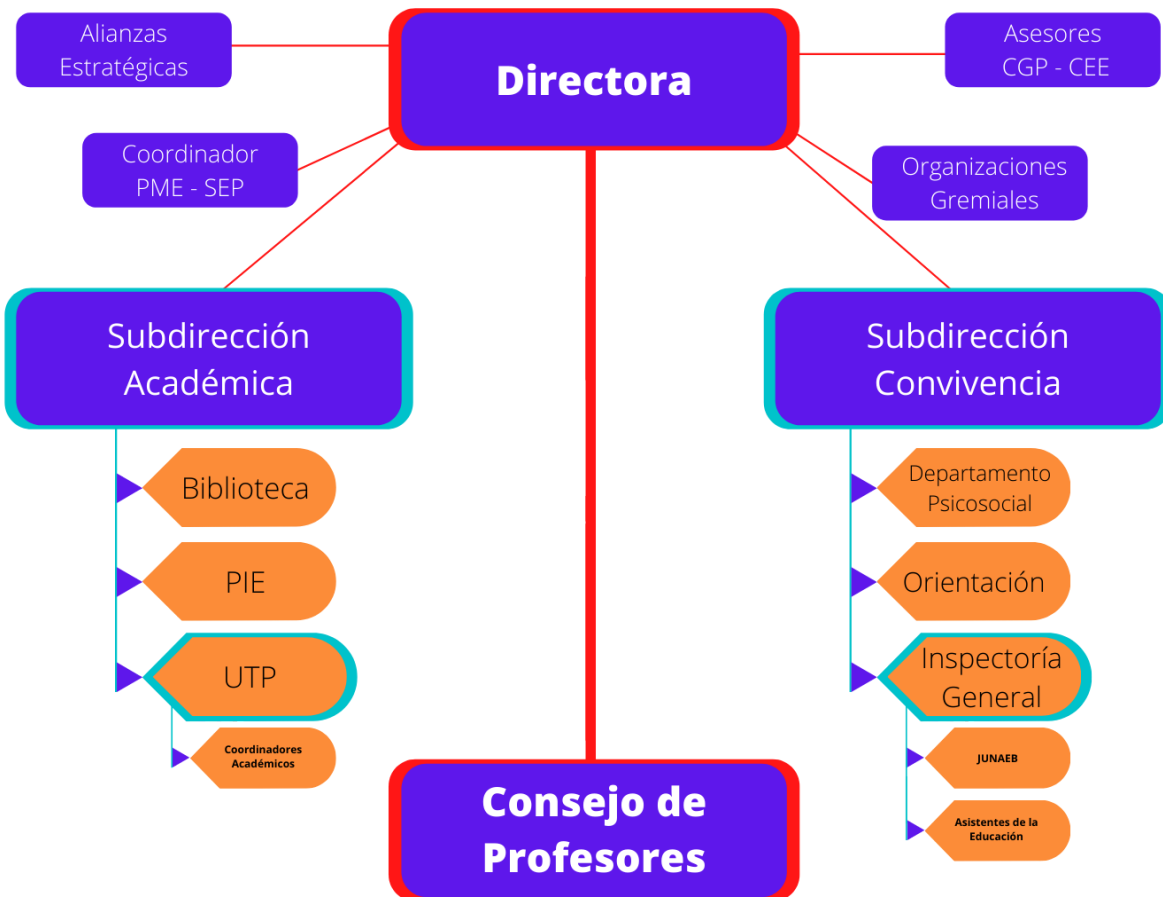 Alianzas
Estratégicas
Directora
Asesores
CGP - CEE
Coordinador
PME - SEP
Organizaciones
Gremiales
Subdirección
Académica
Subdirección
Convivencia
Biblioteca
PIE
UTP
Coordinadores
Académicos
Departamento
Psicosocial
Orientación
Inspectoría
General
JUNAEB
Asistentes de la
Educación
Consejo de
Profesores